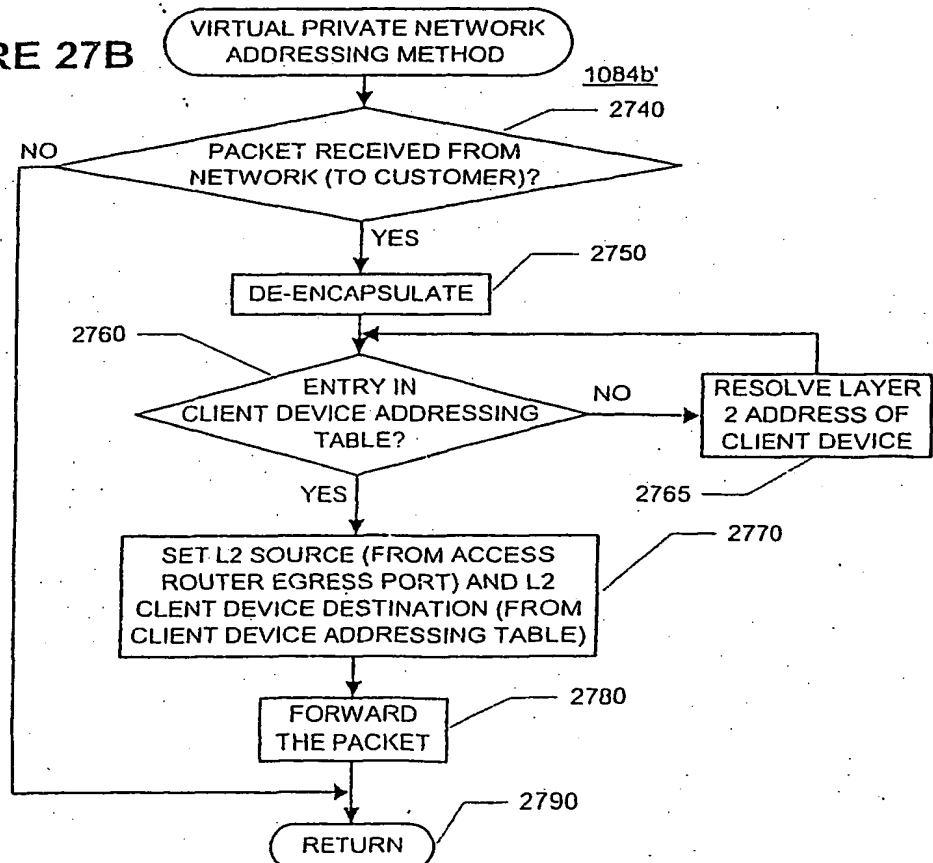 RE 27B
VIRTUAL PRIVATE NETWORK
ADDRESSING METHOD
1084b'
2740
NO
PACKET RECEIVED FROM
NETWORK (TO CUSTOMER)?
YES
2750
DE-ENCAPSULATE
2760
ENTRY IN
CLIENT DEVICE ADDRESSING
TABLE?
NO
RESOLVE LAYER
2 ADDRESS OF
CLIENT DEVICE
YES
2765
2770
SET L2 SOURCE (FROM ACCESS
ROUTER EGRESS PORT) AND L2
CLENT DEVICE DESTINATION (FROM
CLIENT DEVICE ADDRESSING TABLE)
2780
FORWARD
THE PACKET
2790
RETURN